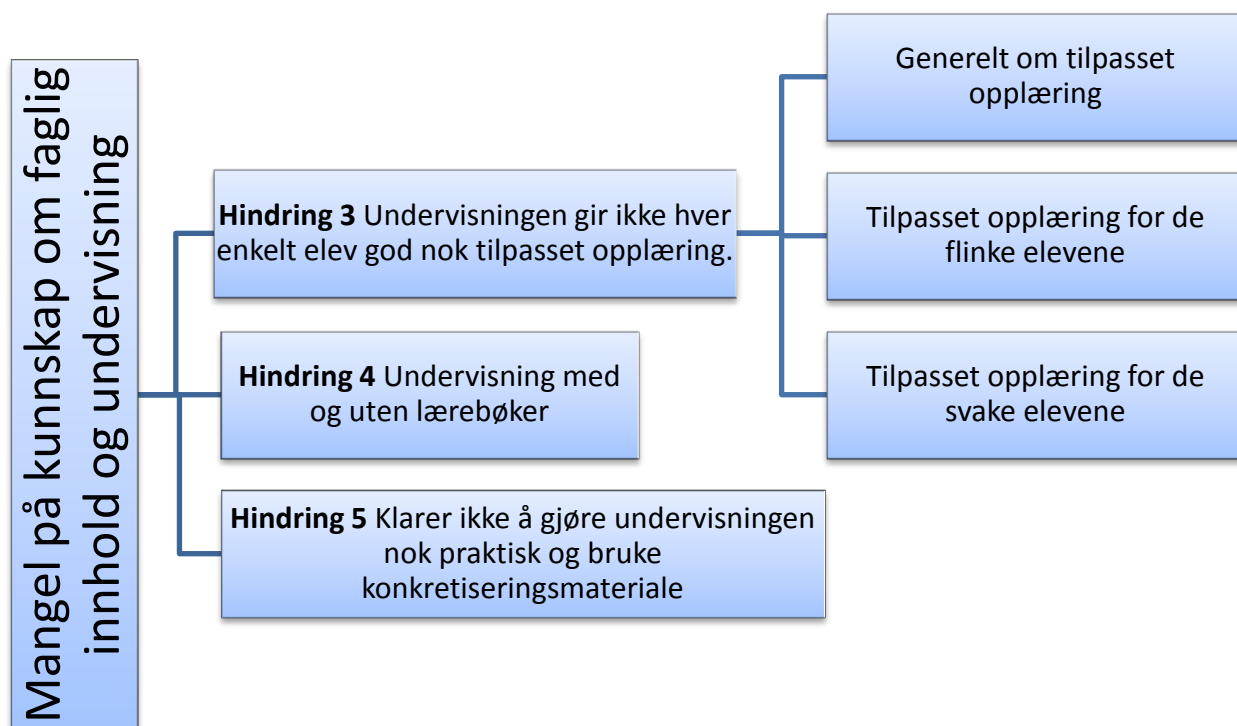 Mangel på kunnskap om faglig
innhold og undervisning
Hindring 3 Undervisningen gir ikke hver
enkelt elev god nok tilpasset opplæring.
Generelt om tilpasset
opplæring
Tilpasset opplæring for de
flinke elevene
Tilpasset opplæring for de
svake elevene
Hindring 4 Undervisning med
og uten lærebøker
Hindring 5 Klarer ikke å gjøre undervisningen
nok praktisk og bruke
konkretiseringsmateriale